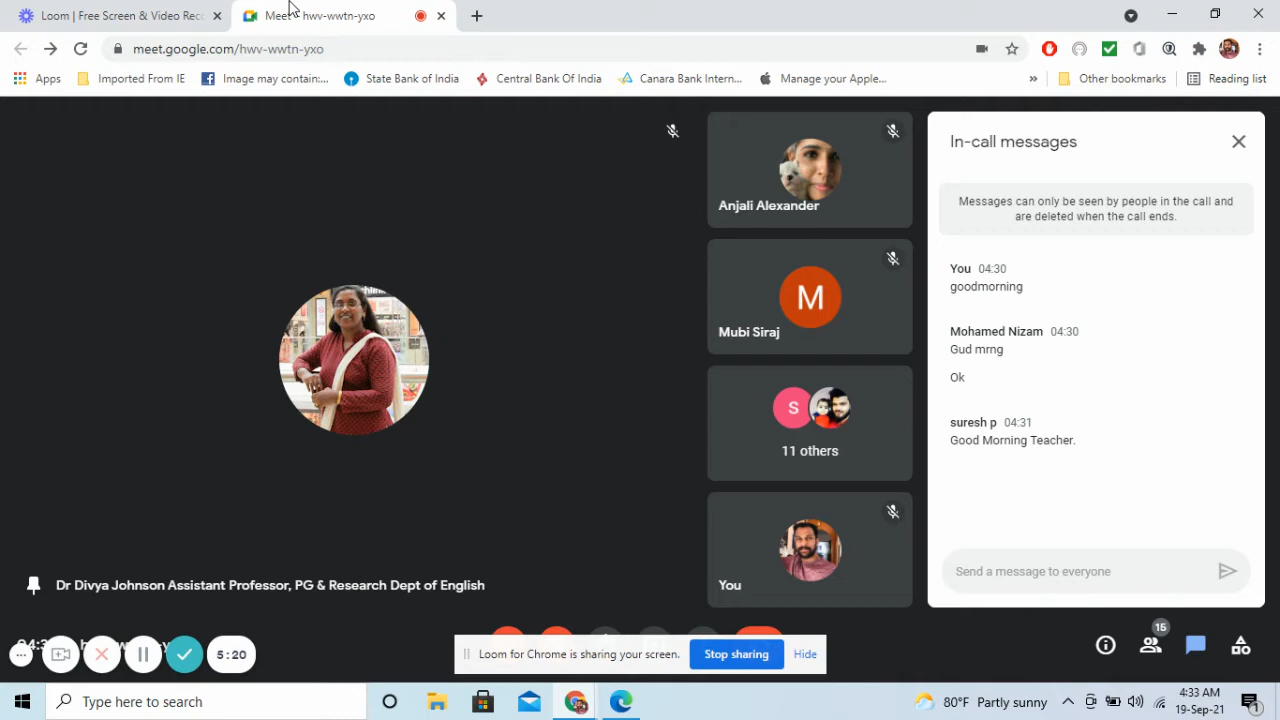 Loom | Free Screen & Video Rec
Meet - hwv-wwtn-yxo
meet.google.com/hwv-wwtn-yxo
Apps
Imported From IE
Image may contain:...
State Bank of India
Central Bank Of India
Canara Bank Intern...
Manage your Apple...
»
Other bookmarks
Reading list
Anjali Alexander
M
Mubi Siraj
S
11 others
You
Dr Divya Johnson Assistant Professor, PG & Research Dept of English
In-call messages
Messages can only be seen by people in the call and
are deleted when the call ends.
You 04:30
goodmorning
Mohamed Nizam 04:30
Gud mrng
Ok
suresh p 04:31
Good Morning Teacher.
Send a message to everyone
5:20
Loom for Chrome is sharing your screen.
Stop sharing
Hide
15
Type here to search
80°F Partly sunny
4:33 AM
19-Sep-21
1